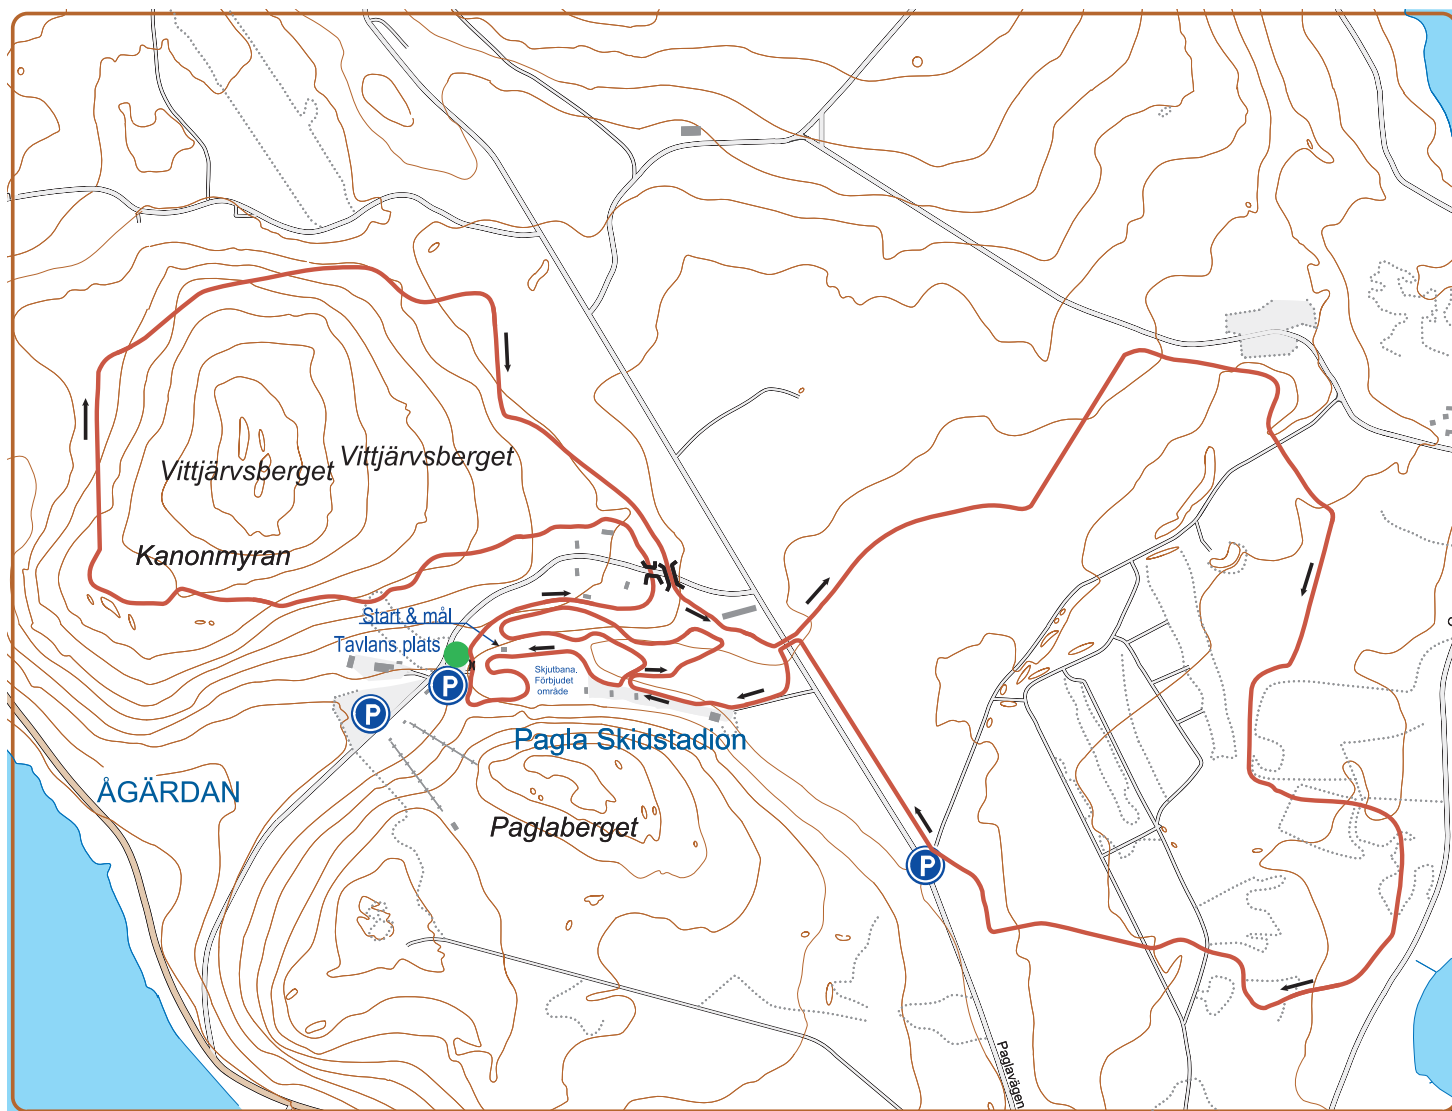 Vittjärvsberget
Vittjärvsberget
Kanonmyran
Start & mål
Tavlans plats
Skjutbana.
Förbjudet
område
P
P
Pagla Skidstadion
ÅGÄRDAN
Paglaberget
P
Paglavägen